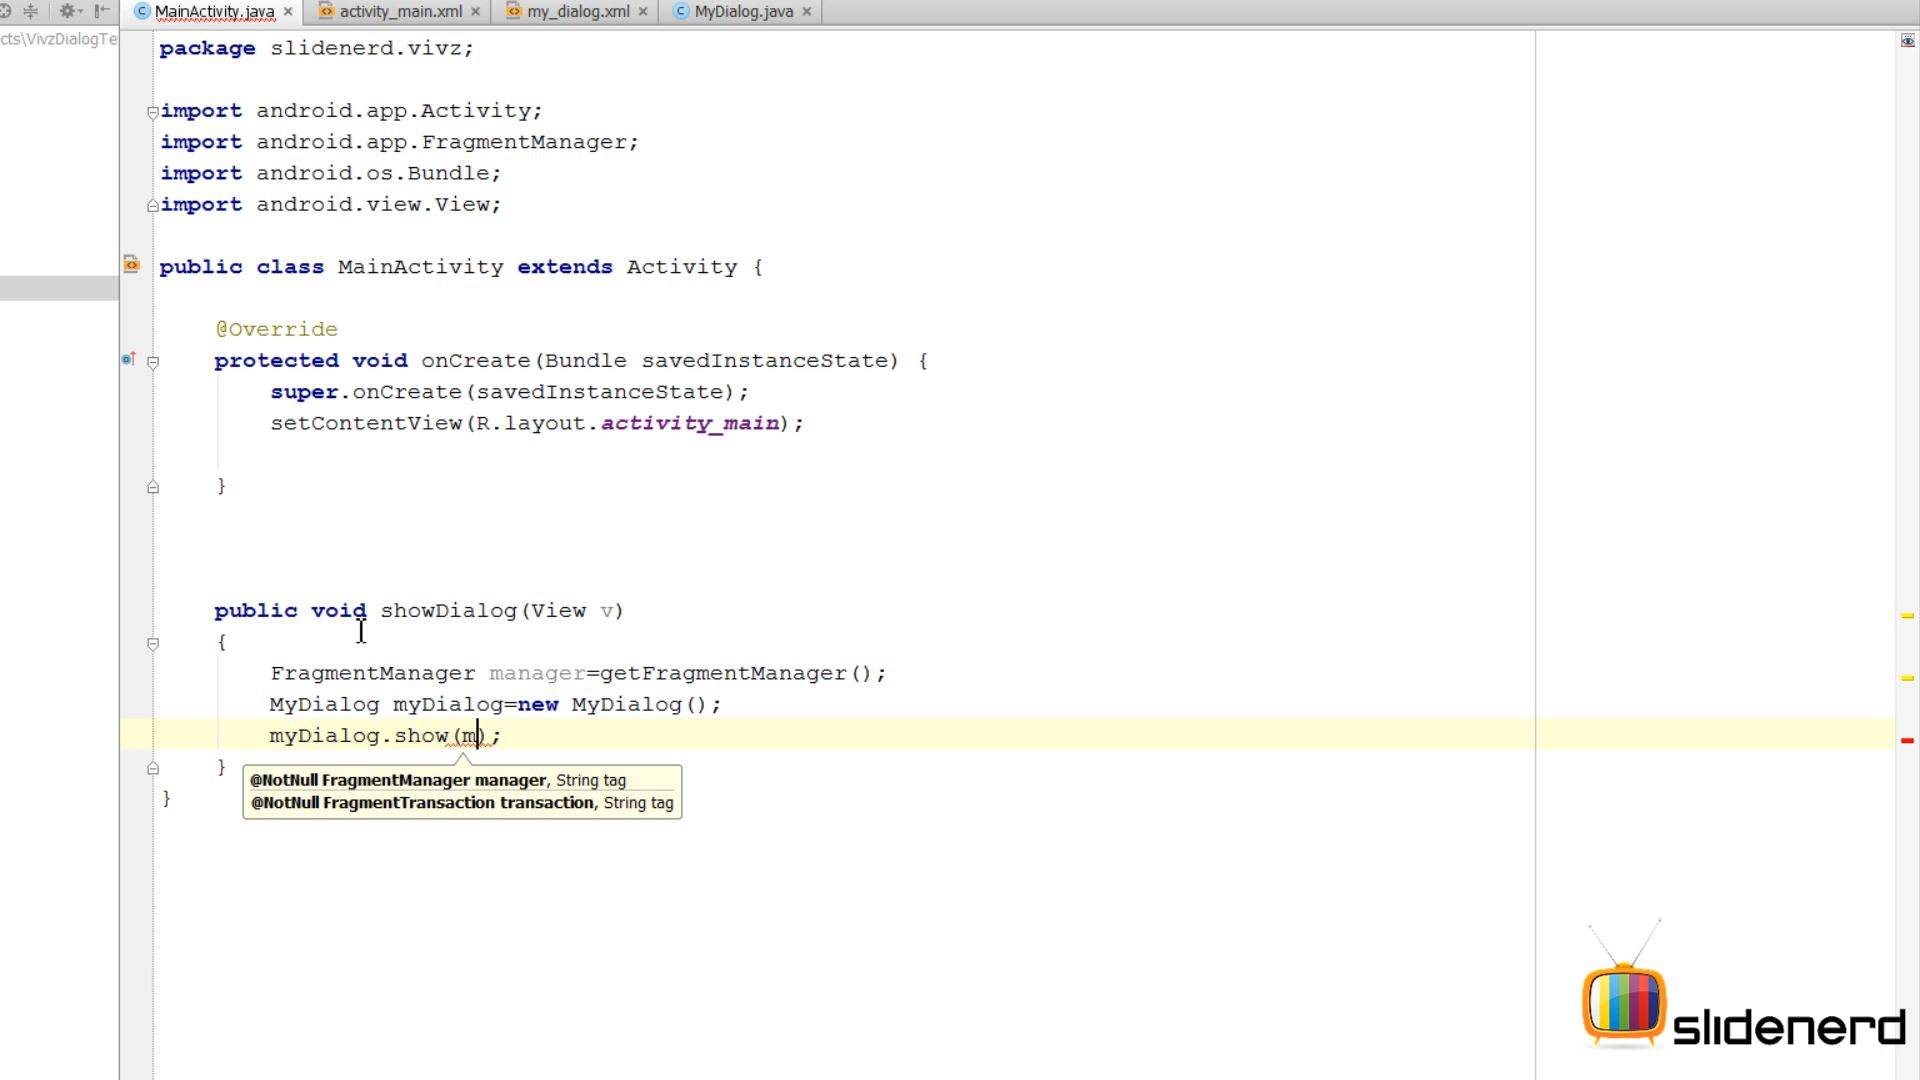 MainActivity.java
activity_main.xml
my_dialog.xml
MyDialog.java
cts\VivzDialogTe
package slidenerd.vivz;
import android.app.Activity;
import android.app.FragmentManager;
import android.os.Bundle;
import android.view.View;
public class MainActivity extends Activity {
@Override
protected void onCreate(Bundle savedInstanceState) {
super.onCreate(savedInstanceState);
setContentView(R.layout.activity_main);
}
public void showDialog(View v)
{
FragmentManager manager=getFragmentManager();
MyDialog myDialog=new MyDialog();
myDialog.show(m);
}
@NotNull FragmentManager manager, String tag
@NotNull FragmentTransaction transaction, String tag
}
slidenerd